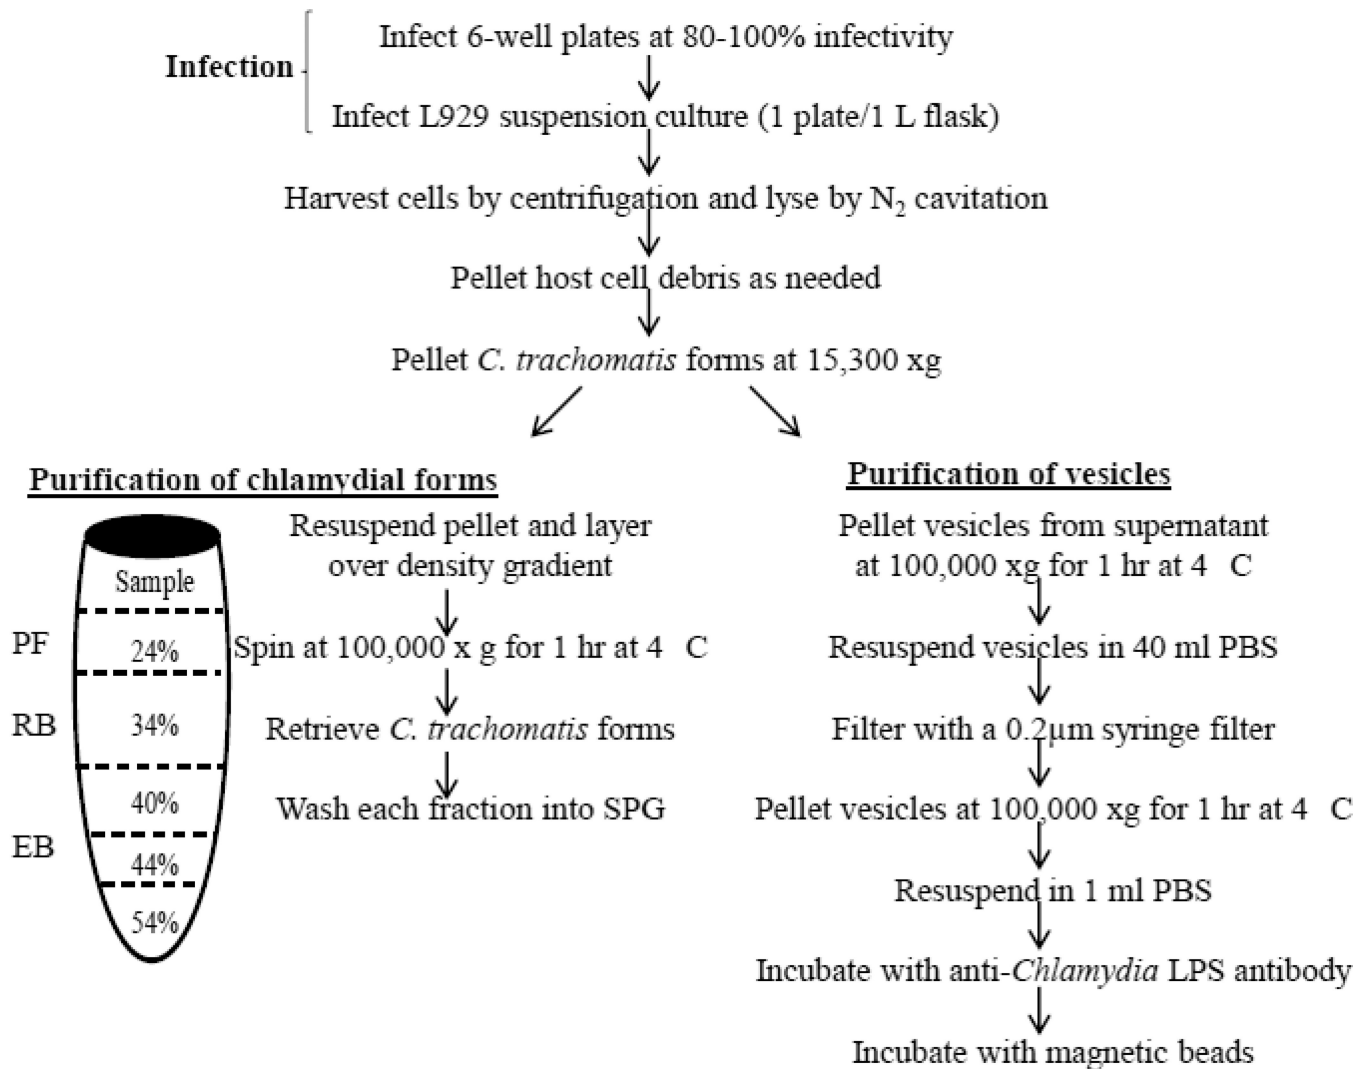 Infect 6-well plates at 80-100% infectivity
Infection
Infect L929 suspension culture (1 plate/1 L flask)
Harvest cells by centrifugation and lyse by N₂ cavitation
Pellet host cell debris as needed
Pellet C. trachomatis forms at 15,300 xg
Purification of chlamydial forms
Sample
PF
24%
RB
34%
40%
EB
44%
54%
Resuspend pellet and layer
over density gradient
Spin at 100,000 x g for 1 hr at 4 C
Retrieve C. trachomatis forms
Wash each fraction into SPG
Purification of vesicles
Pellet vesicles from supernatant
at 100,000 xg for 1 hr at 4 C
Resuspend vesicles in 40 ml PBS
Filter with a 0.2µm syringe filter
Pellet vesicles at 100,000 xg for 1 hr at 4 C
Resuspend in 1 ml PBS
Incubate with anti-Chlamydia LPS antibody
Incubate with magnetic beads